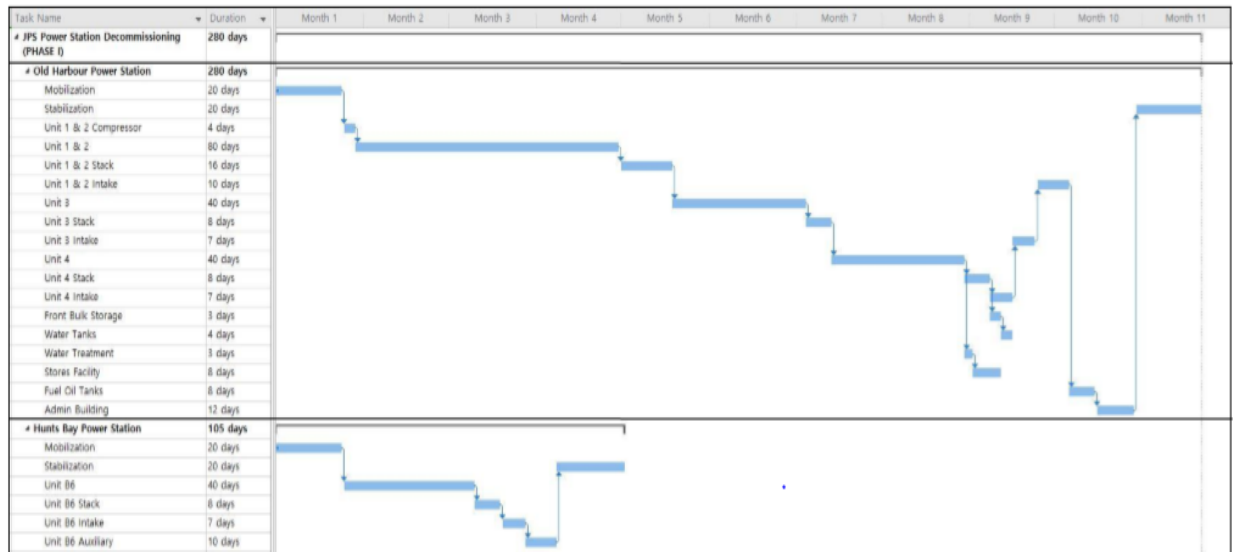 Task Name Duration Month 1 Month 2 Month 3 Month 4 Month 5 Month 6 Month 7 Month 8 Month 9 Month 10 Month 11
JPS Power Station Decommissioning 280 days
(PHASE I)
Old Harbour Power Station 280 days
Mobilization 20 days
Stabilization 20 days
Unit 1 & 2 Compressor 4 days
Unit 1 & 2 80 days
Unit 1 & 2 Stack 16 days
Unit 1 & 2 Intake 10 days
Unit 3 40 days
Unit 3 Stack 8 days
Unit 3 Intake 7 days
Unit 4 40 days
Unit 4 Stack 8 days
Unit 4 Intake 7 days
Front Bulk Storage 3 days
Water Tanks 4 days
Water Treatment 3 days
Stores Facility 8 days
Fuel Oil Tanks 8 days
Admin Building 12 days
Hunts Bay Power Station 105 days
Mobilization 20 days
Stabilization 20 days
Unit B6 40 days
Unit B6 Stack 8 days
Unit B6 Intake 7 days
Unit B6 Auxiliary 10 days